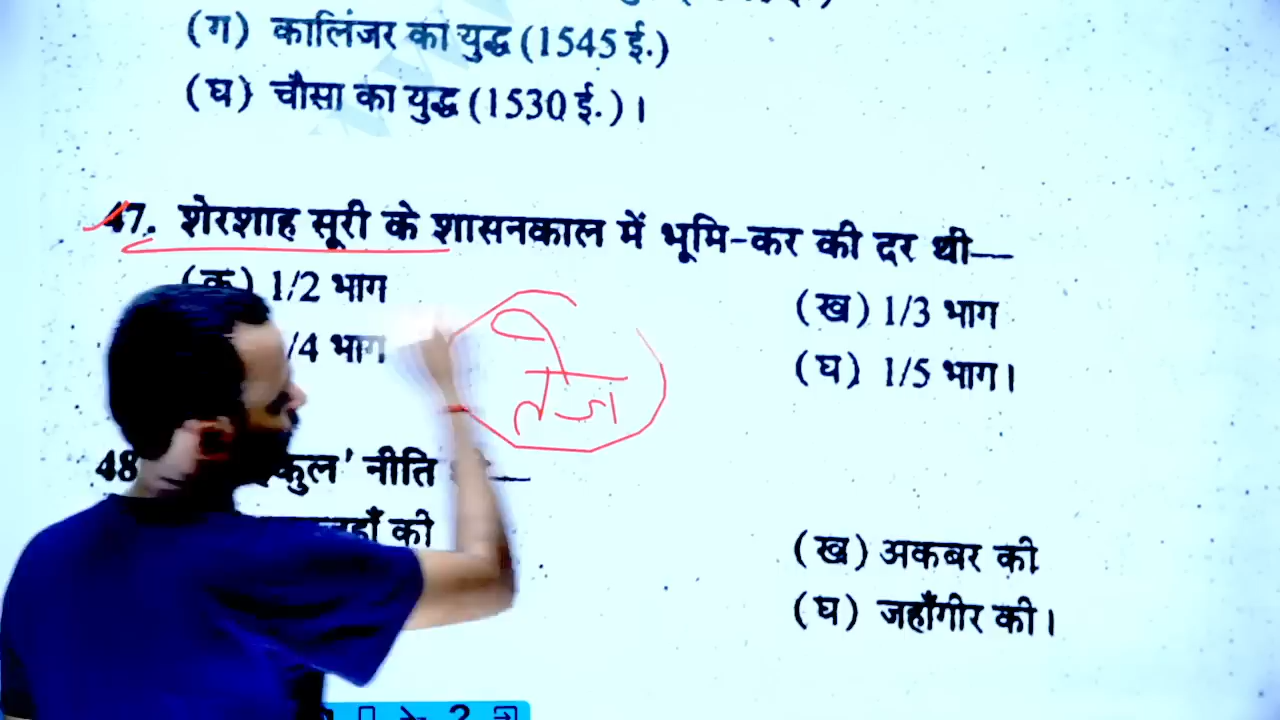 (ग) कालिंजर का युद्ध (1545 ई.)
(घ) चौसा का युद्ध (1530 ई.)।
47. शेरशाह सूरी के शासनकाल में भूमि-कर की दर थी—
(क) 1/2 भाग
(ख) 1/3 भाग
/4 भाग
(घ) 1/5 भाग।
48
कुल' नीति
(ख) अकबर की
की
(घ) जहाँगीर की।